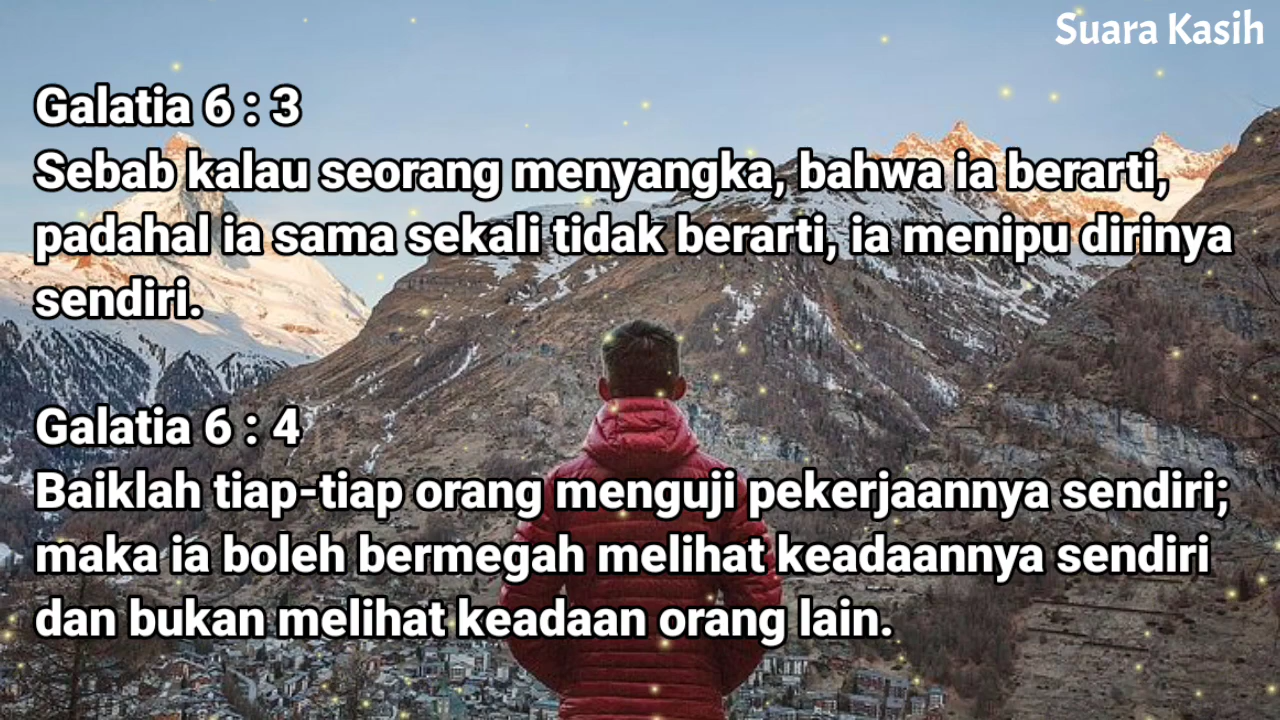 Suara Kasih
Galatia 6 : 3
Sebab kalau seorang menyangka, bahwa ia berarti,
padahal ia sama sekali tidak berarti, ia menipu dirinya
sendiri.
Galatia 6 : 4
Baiklah tiap-tiap orang menguji pekerjaannya sendiri;
maka ia boleh bermegah melihat keadaannya sendiri
dan bukan melihat keadaan orang lain.